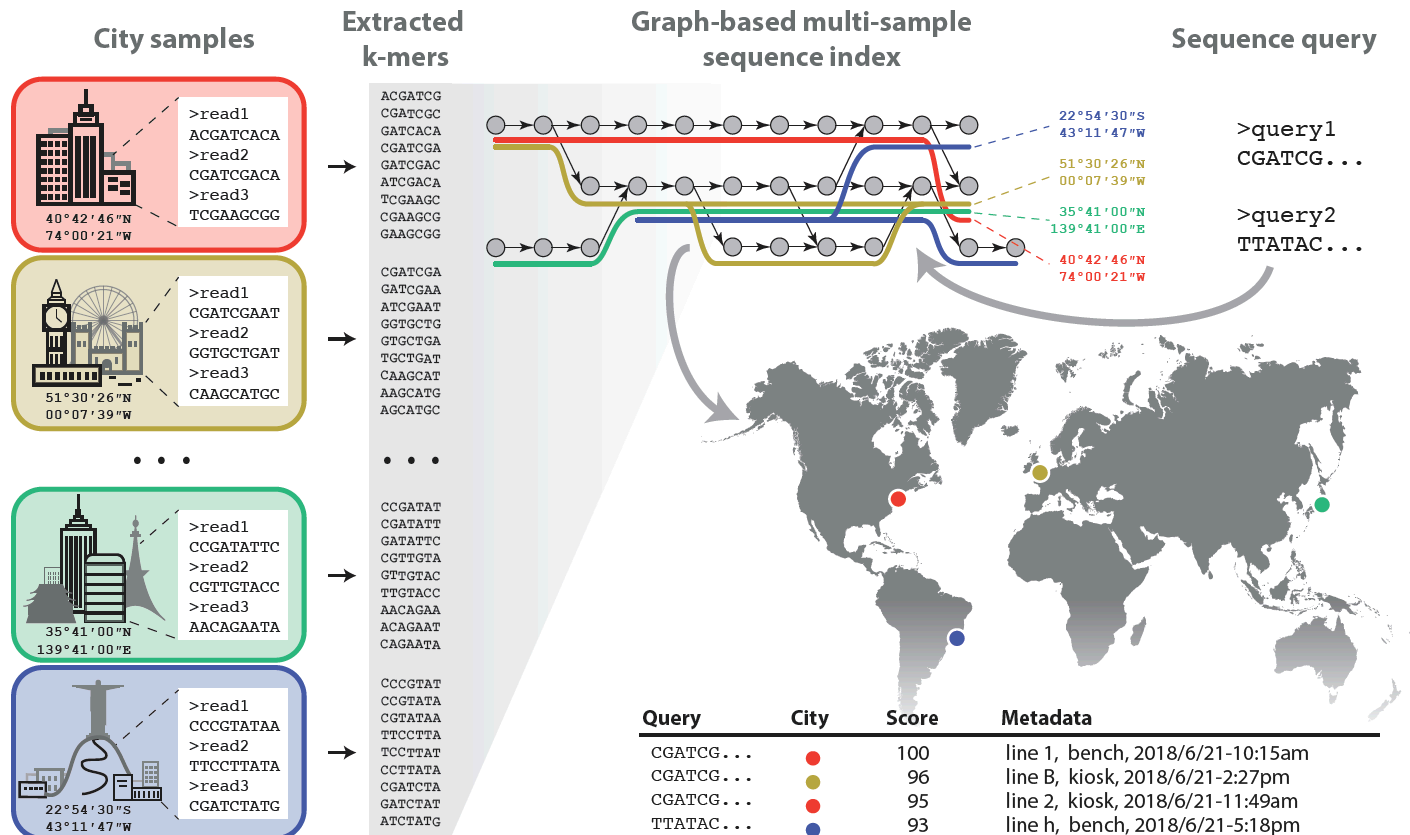 City samples
Extracted
k-mers
Graph-based multi-sample
sequence index
Sequence query
>read1
ACGATCACA
>read2
CGATCGACA
>read3
TCGAAGCGG
40°42′46″N
74°00′21″W
>read1
CGATCGAAT
>read2
GGTGCTGAT
>read3
CAAGCATGC
51°30′26″N
00°07′39″W
• • •
>read1
CCGATATTC
>read2
CGTTGTACC
>read3
AACAGAATA
35°41′00″N
139°41′00″E
>read1
CCCGTATAA
>read2
TTCCTTATA
>read3
CGATCTATG
22°54′30″S
43°11′47″W
ACGATCG
CGATCGC
GATCACA
CGATCGA
GATCGAC
ATCGACA
TCGAAGC
CGAAGCG
GAAGCGG
CGATCGA
GATCGAA
ATCGAAT
GGTGCTG
GTGCTGA
TGCTGAT
CAAGCAT
AAGCATG
AGCATGC
• • •
CCGATAT
CGATATT
GATATTC
CGTTGTA
GTTGTAC
TTGTACC
AACAGAA
ACAGAAT
CAGAATA
CCCGTAT
CCGTATA
CGTATAA
TTCCTTA
TCCTTAT
CCTTATA
CGATCTA
GATCTAT
ATCTATG
22°54′30″S
43°11′47″W
51°30′26″N
00°07′39″W
35°41′00″N
139°41′00″E
40°42′46″N
74°00′21″W
>query1
CGATCG...
>query2
TTATAC...
Query City Score Metadata
CGATCG... 100 line 1, bench, 2018/6/21-10:15am
CGATCG... 96 line B, kiosk, 2018/6/21-2:27pm
CGATCG... 95 line 2, kiosk, 2018/6/21-11:49am
TTATAC... 93 line h, bench, 2018/6/21-5:18pm